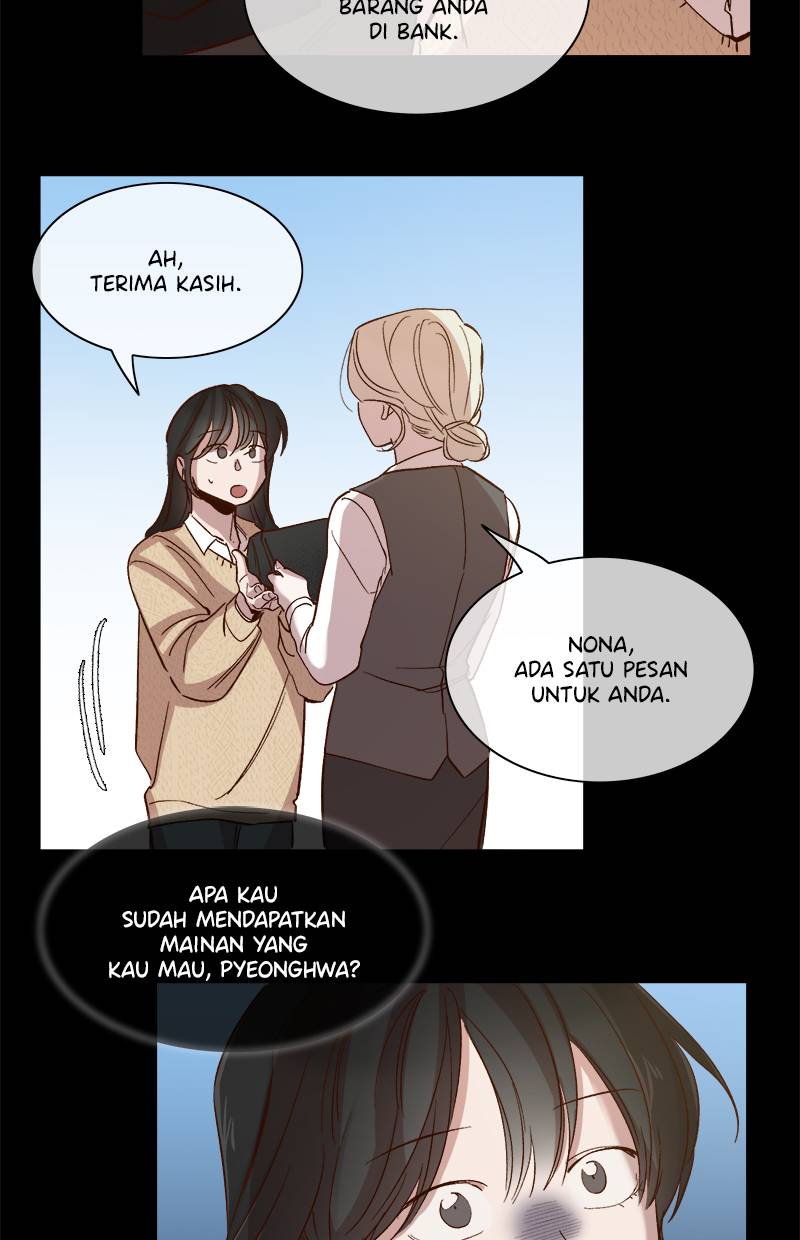 BARANG ANDA
DI BANK.
AH,
TERIMA KASIH.
NONA,
ADA SATU PESAN
UNTUK ANDA.
APA KAU
SUDAH MENDAPATKAN
MAINAN YANG
KAU MAU, PYEONGHWA?